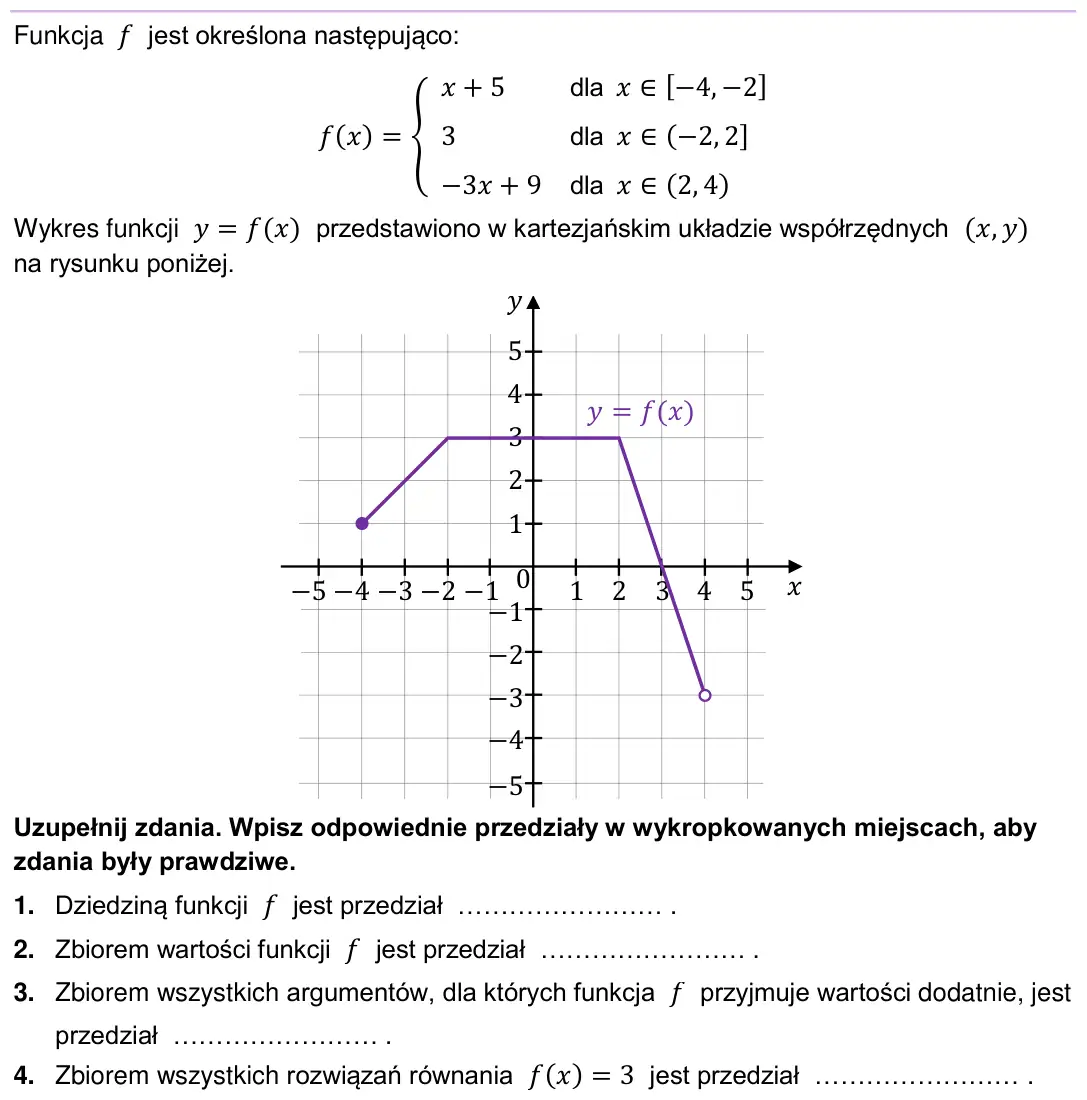 Funkcja f jest określona następująco:
x + 5 dla x ∈ [−4, −2]
f(x) = { 3 dla x ∈ (−2, 2]
−3x + 9 dla x ∈ (2, 4)
Wykres funkcji y = f(x) przedstawiono w kartezjańskim układzie współrzędnych (x, y)
na rysunku poniżej.
y
5
4
y = f(x)
3
2
1
0
−5 −4 −3 −2 −1 1 2 3 4 5 x
−1
−2
−3
−4
−5
Uzupełnij zdania. Wpisz odpowiednie przedziały w wykropkowanych miejscach, aby
zdania były prawdziwe.
1. Dziedziną funkcji f jest przedział ........................ .
2. Zbiorem wartości funkcji f jest przedział ........................ .
3. Zbiorem wszystkich argumentów, dla których funkcja f przyjmuje wartości dodatnie, jest
przedział ........................ .
4. Zbiorem wszystkich rozwiązań równania f(x) = 3 jest przedział ........................ .